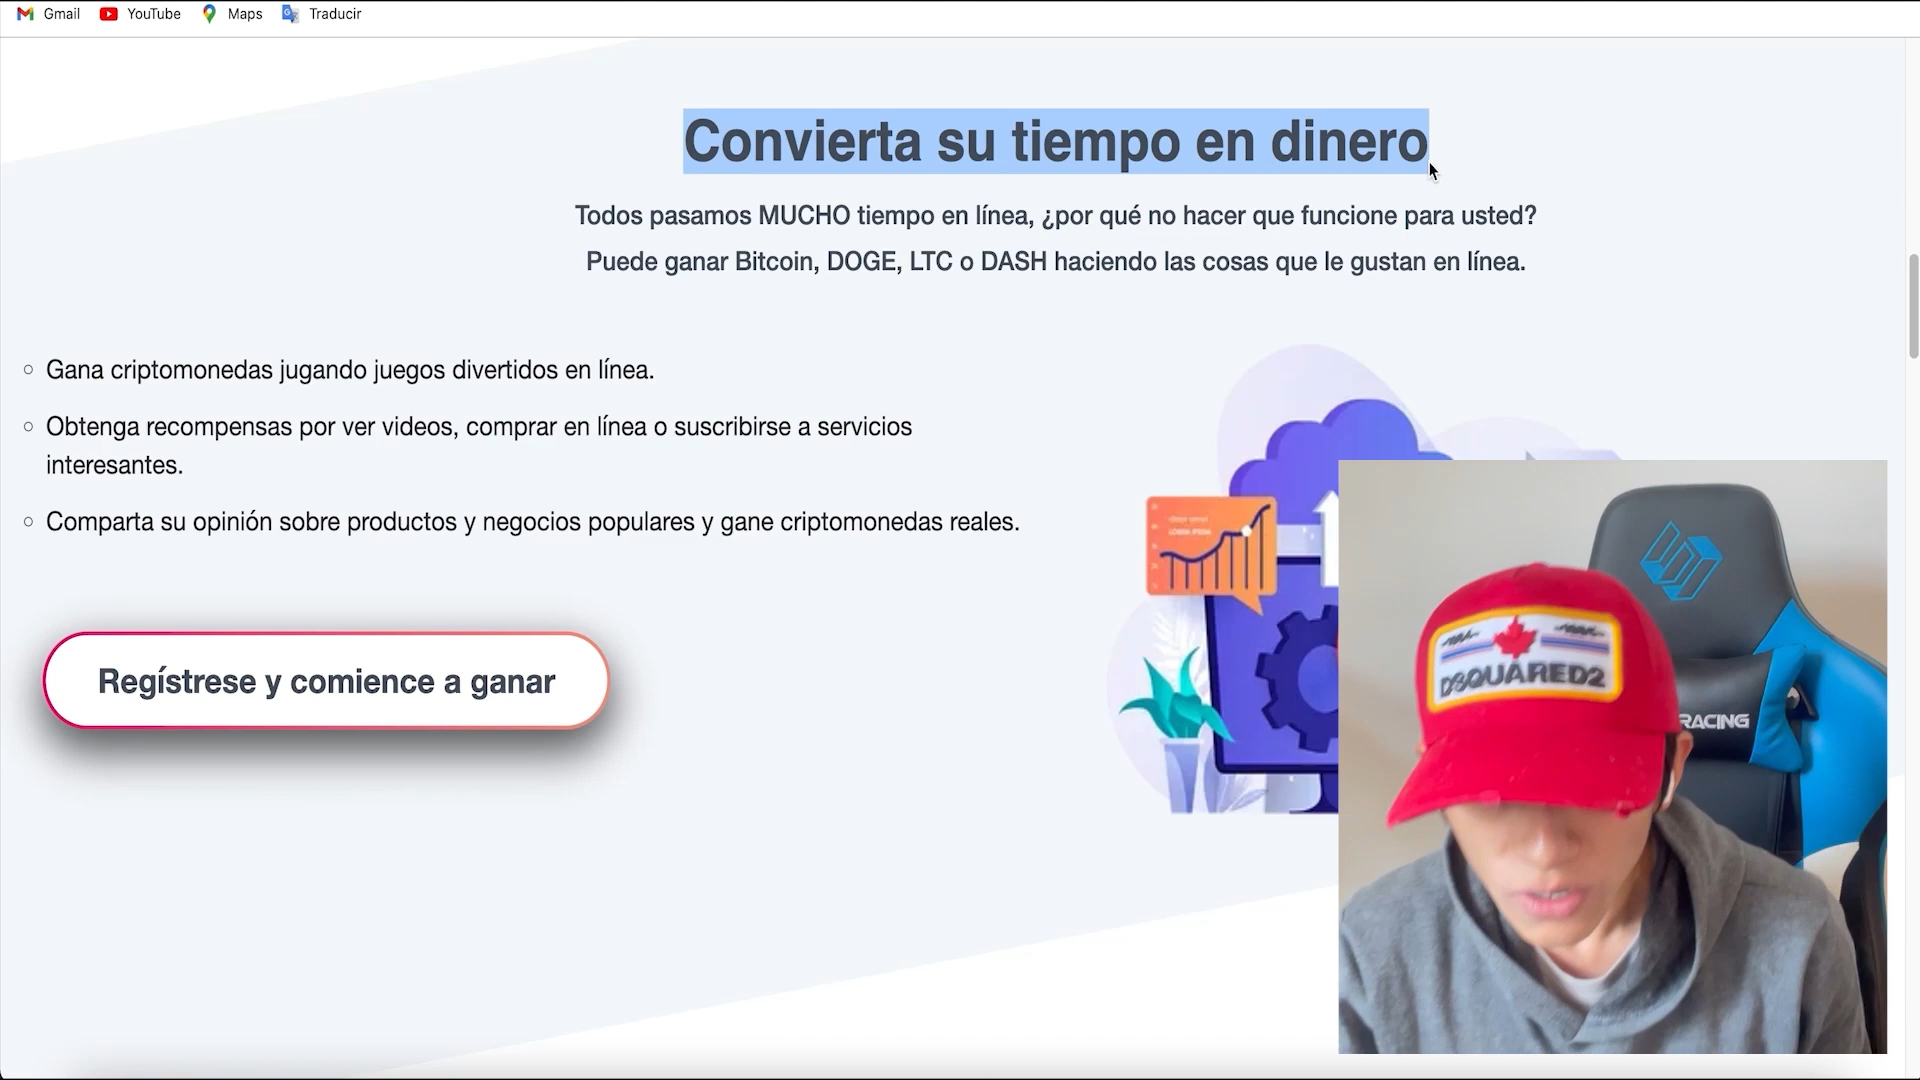 Gmail YouTube Maps Traducir
Convierta su tiempo en dinero
Todos pasamos MUCHO tiempo en línea, ¿por qué no hacer que funcione para usted?
Puede ganar Bitcoin, DOGE, LTC o DASH haciendo las cosas que le gustan en línea.
Gana criptomonedas jugando juegos divertidos en línea.
Obtenga recompensas por ver videos, comprar en línea o suscribirse a servicios
interesantes.
Comparta su opinión sobre productos y negocios populares y gane criptomonedas reales.
Regístrese y comience a ganar
DSQUARED2
RACING